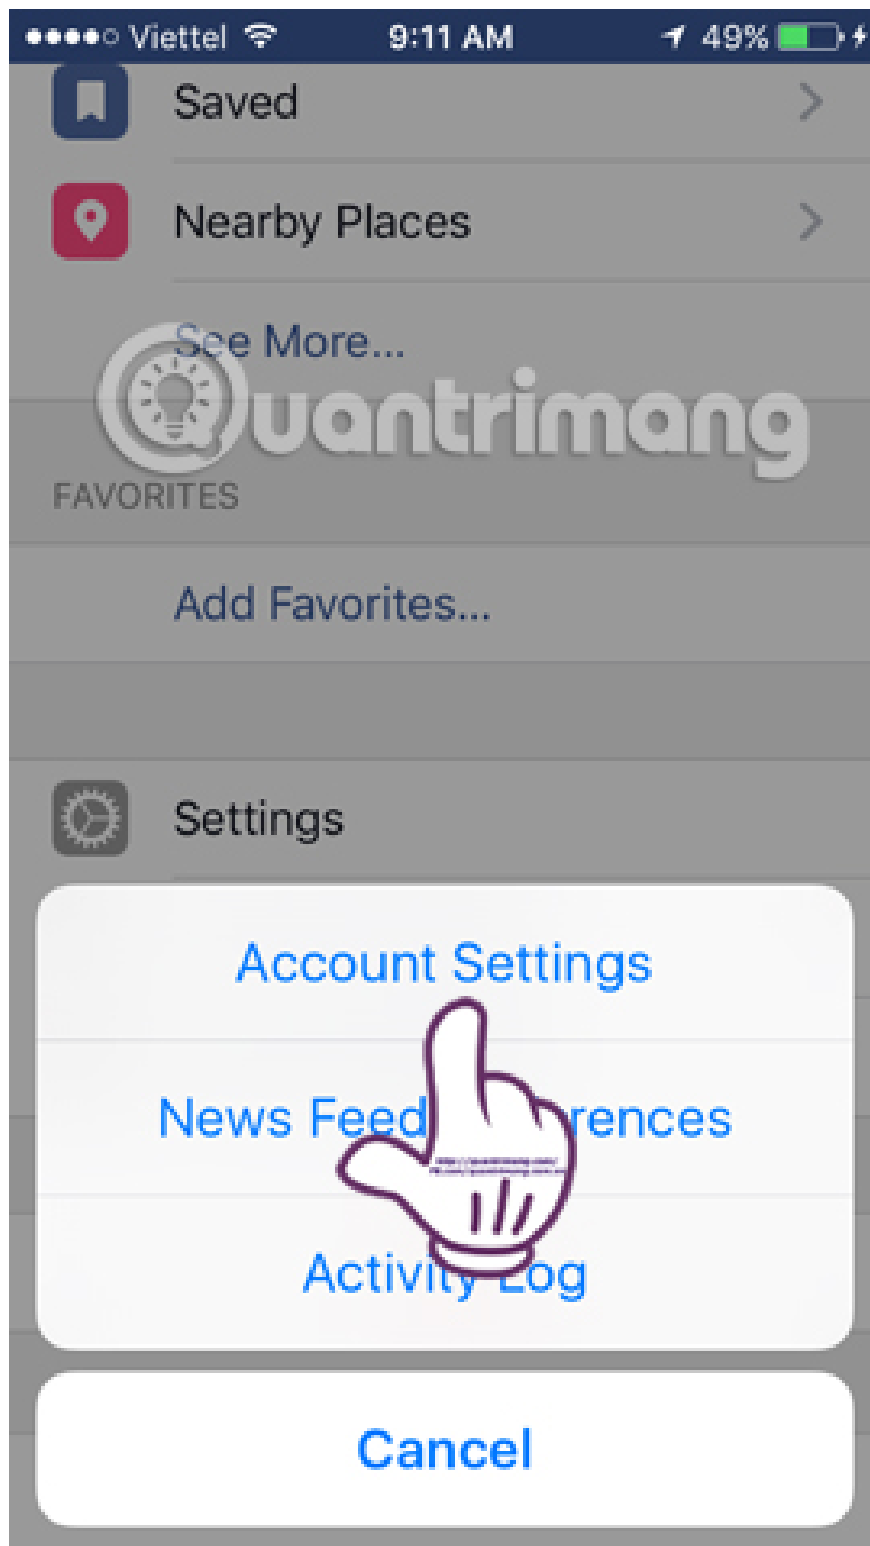 Viettel 9:11 AM 49%
Saved
Nearby Places
See More...
Quantrimang
FAVORITES
Add Favorites...
Settings
Account Settings
News Feed rences
Activity Log
Cancel